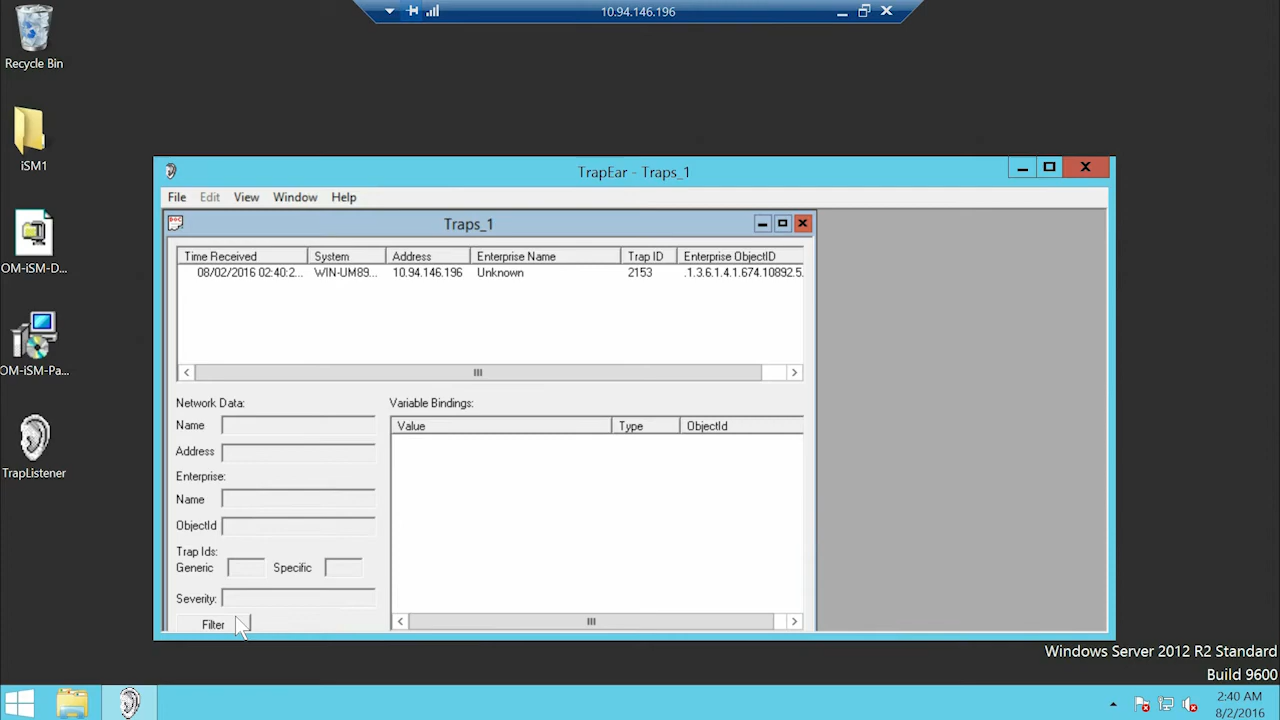 10.94.146.196
Recycle Bin
iSM1
OM-iSM-D...
OM-iSM-Pa...
TrapListener
TrapEar - Traps_1
File Edit View Window Help
Traps_1
Time Received System Address Enterprise Name Trap ID Enterprise ObjectID
08/02/2016 02:40:2... WIN-UM89... 10.94.146.196 Unknown 2153 .1.3.6.1.4.1.674.10892.5.
Network Data:
Name
Address
Enterprise:
Name
ObjectId
Trap Ids:
Generic Specific
Severity:
Filter
Variable Bindings:
Value Type ObjectId
Windows Server 2012 R2 Standard
Build 9600
2:40 AM
8/2/2016